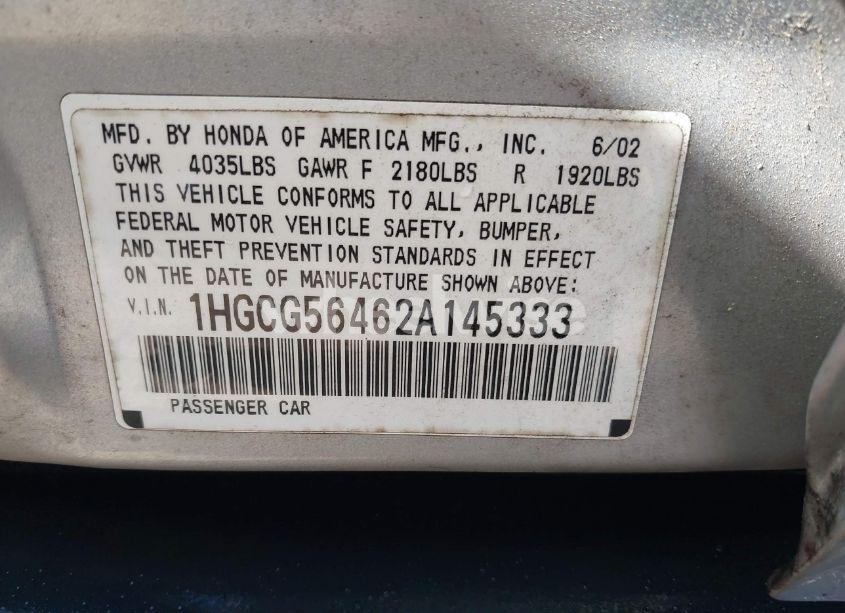 MFD. BY HONDA OF AMERICA MFG., INC. 6/02
GVWR 4035LBS GAWR F 2180LBS R 1920LBS
THIS VEHICLE CONFORMS TO ALL APPLICABLE
FEDERAL MOTOR VEHICLE SAFETY, BUMPER,
AND THEFT PREVENTION STANDARDS IN EFFECT
ON THE DATE OF MANUFACTURE SHOWN ABOVE:
V.I.N. 1HGCG56462A145333
PASSENGER CAR